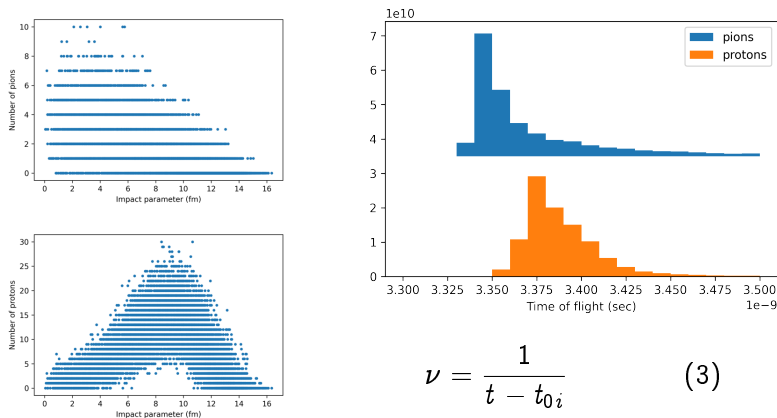 10
8
6
4
2
0
Number of pions
0 2 4 6 8 10 12 14 16
Impact parameter (fm)
30
25
20
15
10
5
0
Number of protons
0 2 4 6 8 10 12 14 16
Impact parameter (fm)
1e10
7
6
5
4
3
2
1
0
pions
protons
3.300 3.325 3.350 3.375 3.400 3.425 3.450 3.475 3.500
Time of flight (sec)
1e−9
ν = 1 / (t − t₀ᵢ) (3)